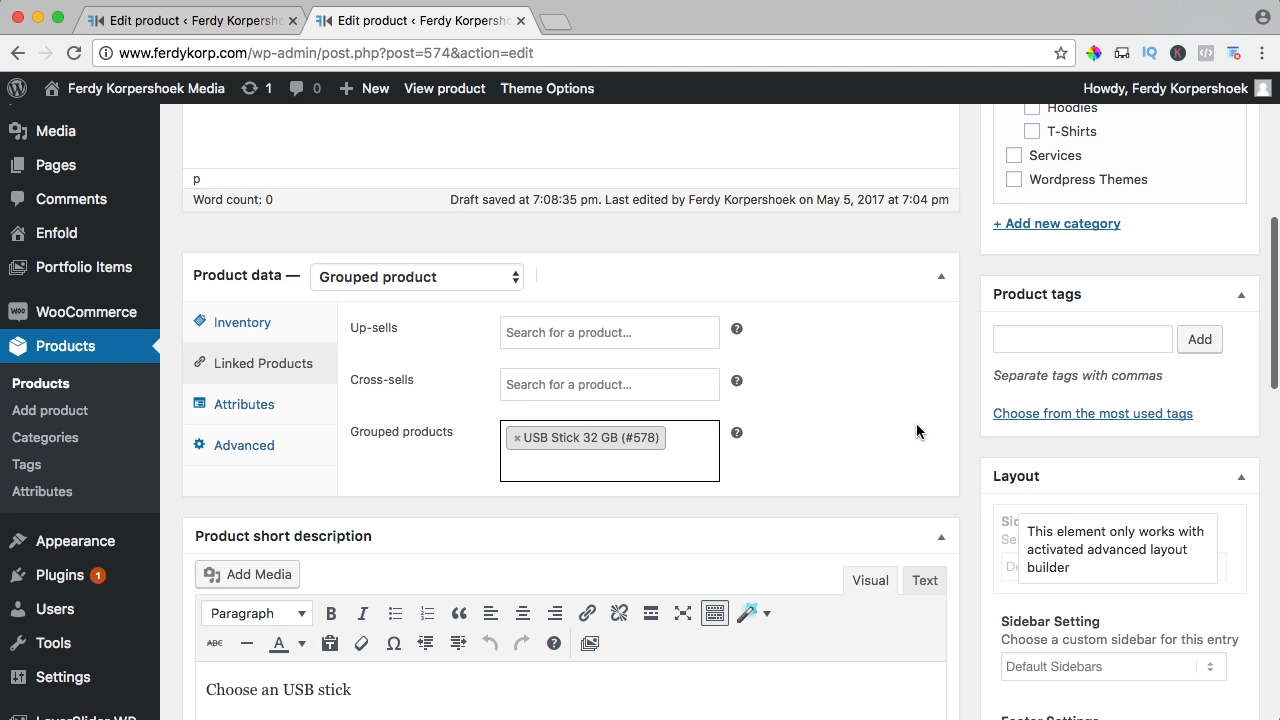 Edit product ‹ Ferdy Korpersho
Edit product ‹ Ferdy Korpersho
www.ferdykorp.com/wp-admin/post.php?post=574&action=edit
Ferdy Korpershoek Media
1
0
New
View product
Theme Options
Howdy, Ferdy Korpershoek
Media
Pages
Comments
Enfold
Portfolio Items
WooCommerce
Products
Products
Add product
Categories
Tags
Attributes
Appearance
Plugins 1
Users
Tools
Settings
LayerSlider WP
p
Word count: 0
Draft saved at 7:08:35 pm. Last edited by Ferdy Korpershoek on May 5, 2017 at 7:04 pm
Product data —
Grouped product
Inventory
Linked Products
Attributes
Advanced
Up-sells
Search for a product…
Cross-sells
Search for a product…
Grouped products
× USB Stick 32 GB (#578)
Product short description
Add Media
Visual
Text
Paragraph
Choose an USB stick
Hoodies
T-Shirts
Services
Wordpress Themes
+ Add new category
Product tags
Add
Separate tags with commas
Choose from the most used tags
Layout
This element only works with
activated advanced layout
builder
Sidebar Setting
Choose a custom sidebar for this entry
Default Sidebars